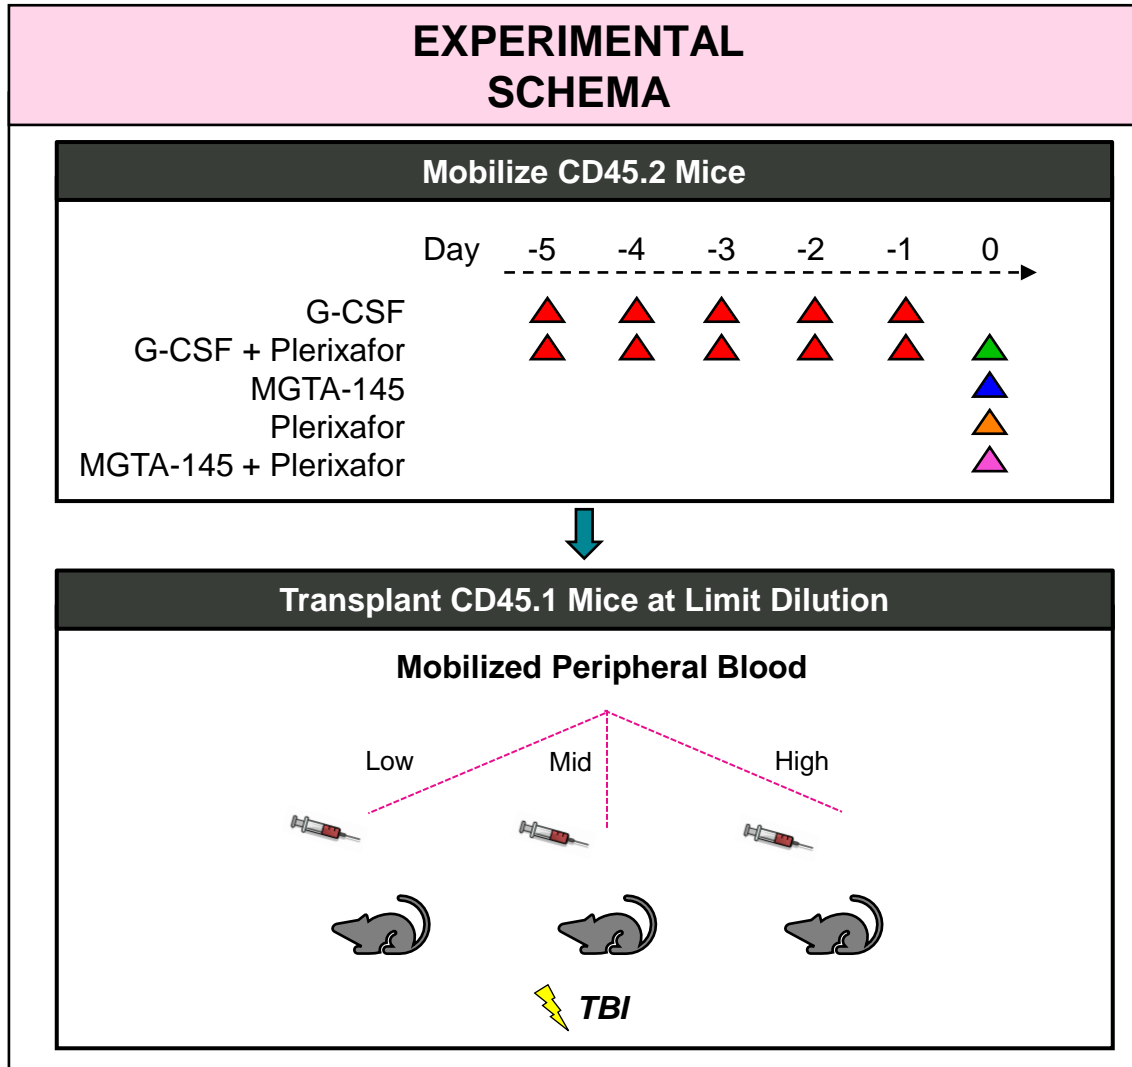 EXPERIMENTAL
SCHEMA
Mobilize CD45.2 Mice
Day -5 -4 -3 -2 -1 0
G-CSF
G-CSF + Plerixafor
MGTA-145
Plerixafor
MGTA-145 + Plerixafor
Transplant CD45.1 Mice at Limit Dilution
Mobilized Peripheral Blood
Low Mid High
TBI